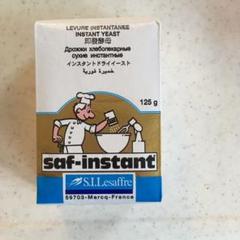 LEVURE INSTANTANÉE
INSTANT YEAST
即發酵母
Дрожжи хлебопекарные
сухие инстантные
インスタントドライイースト
خميرة فورية
125 g
saf-instant
S.I.Lesaffre
59703-Marcq-France